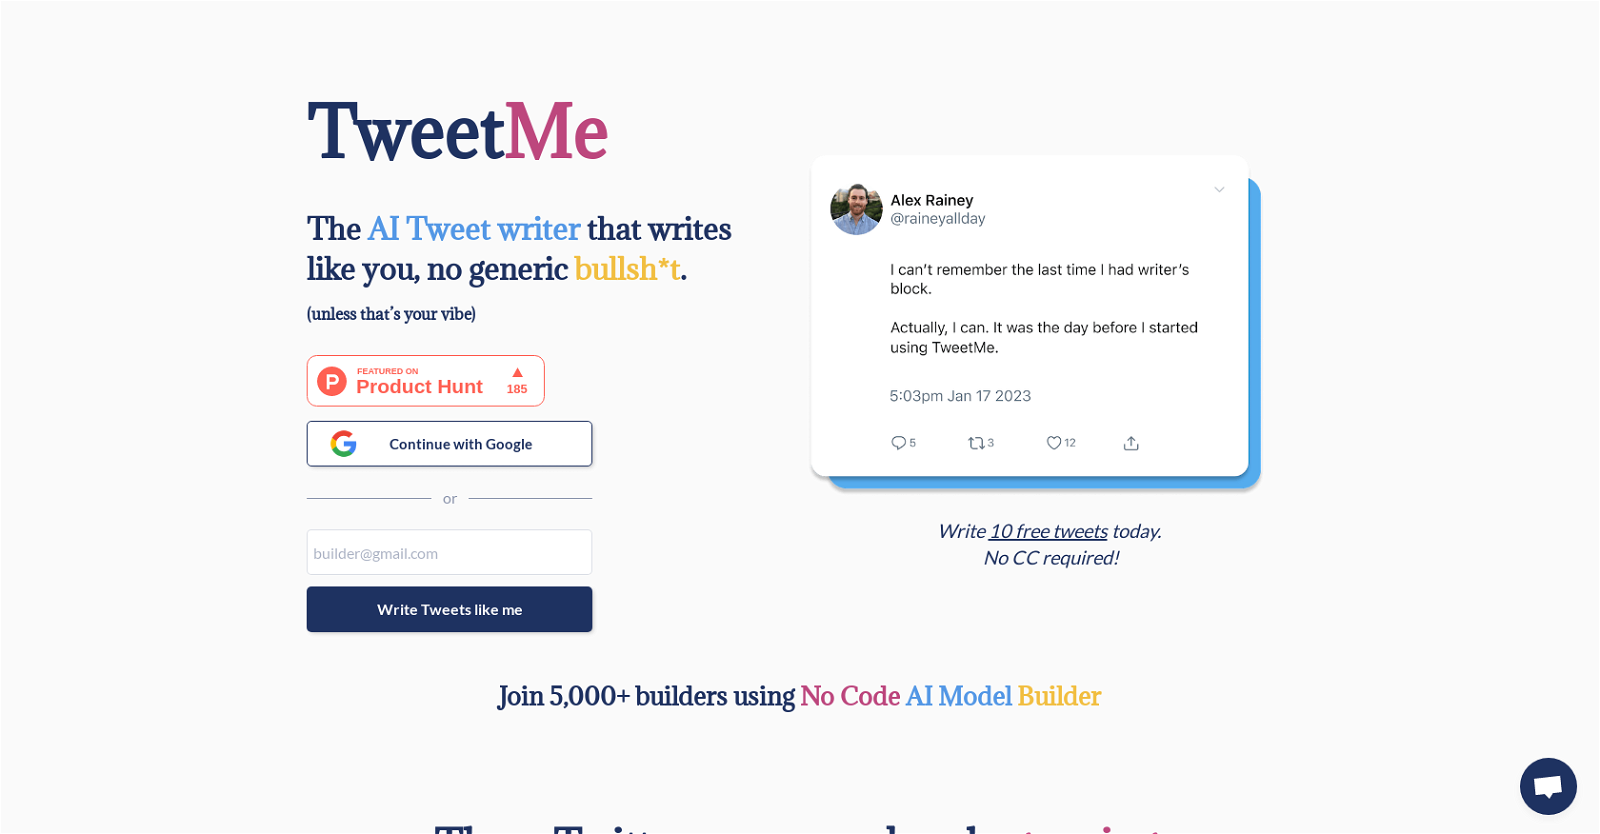 TweetMe
The AI Tweet writer that writes
like you, no generic bullsh*t.
(unless that's your vibe)
FEATURED ON
Product Hunt
185
Continue with Google
or
builder@gmail.com
Write Tweets like me
Alex Rainey
@raineyallday
I can't remember the last time I had writer's
block.
Actually, I can. It was the day before I started
using TweetMe.
5:03pm Jan 17 2023
5 3 12
Write 10 free tweets today.
No CC required!
Join 5,000+ builders using No Code AI Model Builder